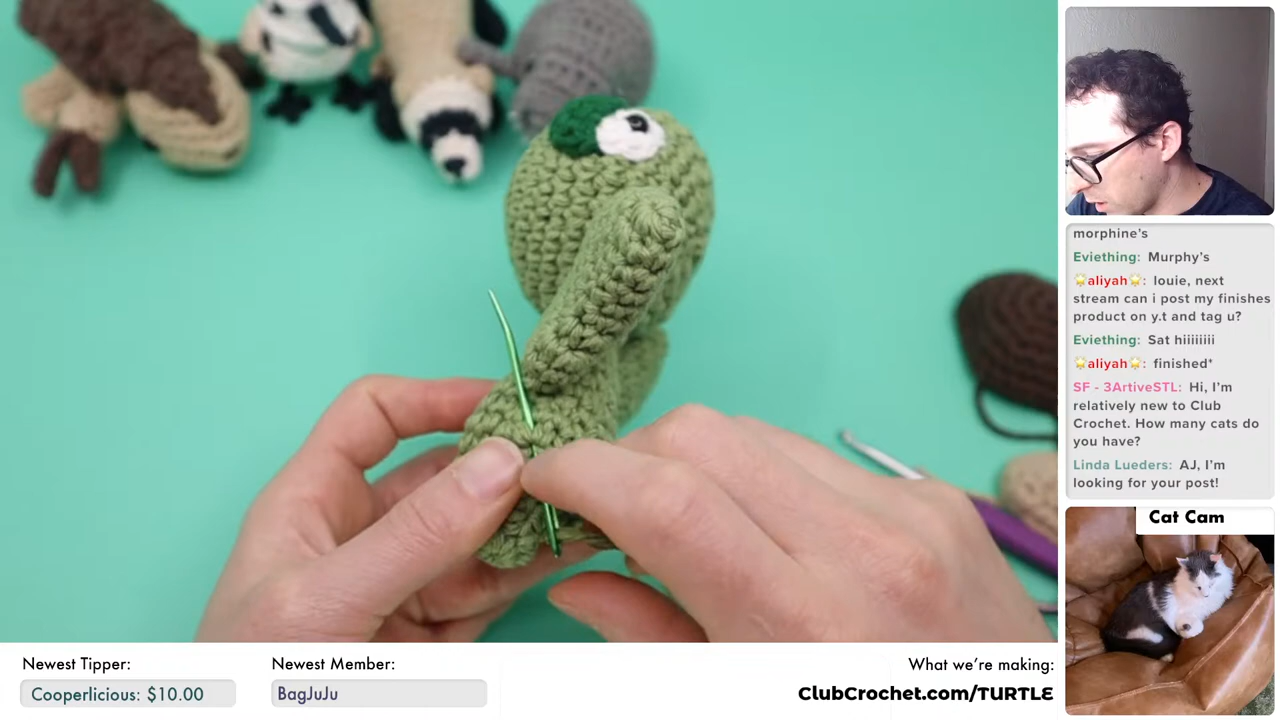 morphine's
Eviething: Murphy's
aliyah: louie, next
stream can i post my finishes
product on y.t and tag u?
Eviething: Sat hiiiiiiii
aliyah: finished*
SF - 3ArtiveSTL: Hi, I'm
relatively new to Club
Crochet. How many cats do
you have?
Linda Lueders: AJ, I'm
looking for your post!
Cat Cam
Newest Tipper:
Cooperlicious: $10.00
Newest Member:
BagJuJu
What we're making:
ClubCrochet.com/TURTLE